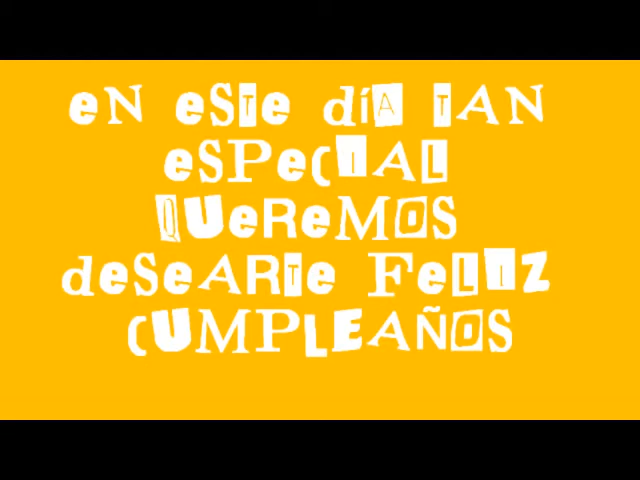 eN eSTe día TAN
eSPeCIAL
QUeReMOS
deSeARTe FeLIZ
CUMPLEAÑOS